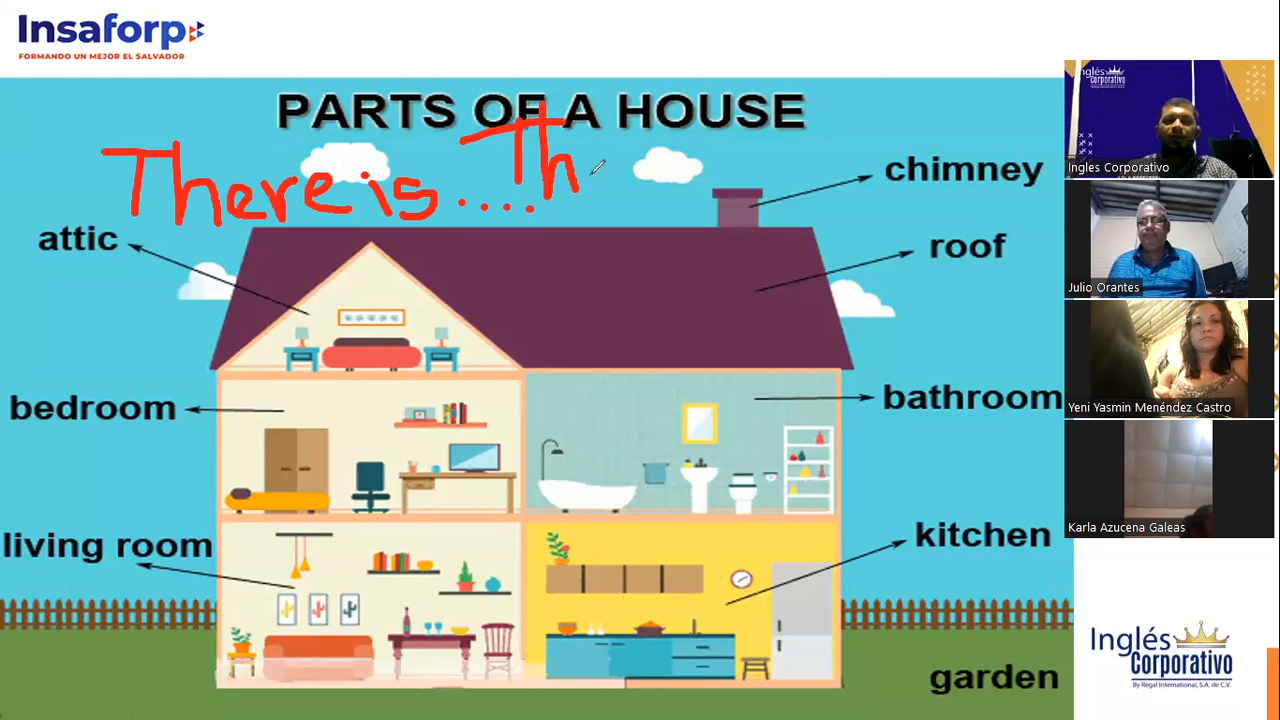 Insaforp
FORMANDO UN MEJOR EL SALVADOR
PARTS OF A HOUSE
There is .... Th
chimney
attic
roof
bedroom
bathroom
living room
kitchen
garden
Inglés
Corporativo
Ingles Corporativo
Julio Orantes
Yeni Yasmin Menéndez Castro
Karla Azucena Galeas
Inglés
Corporativo
By Regal International, S.A. de C.V.